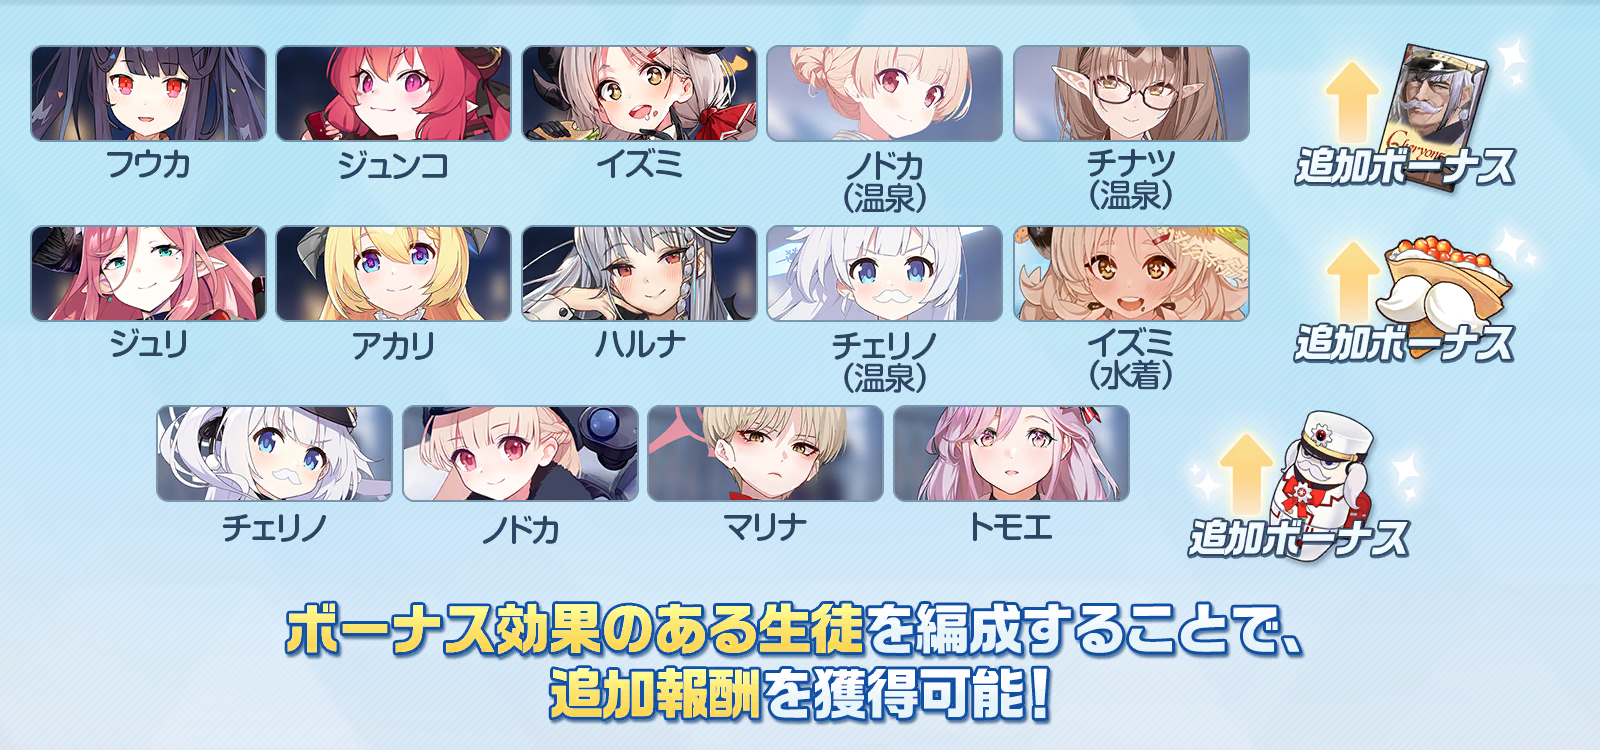 フウカ
ジュンコ
イズミ
ノドカ
（温泉）
チナツ
（温泉）
Cheryono
追加ボーナス
ジュリ
アカリ
ハルナ
チェリノ
（温泉）
イズミ
（水着）
追加ボーナス
チェリノ
ノドカ
マリナ
トモエ
追加ボーナス
ボーナス効果のある生徒を編成することで、
追加報酬を獲得可能！